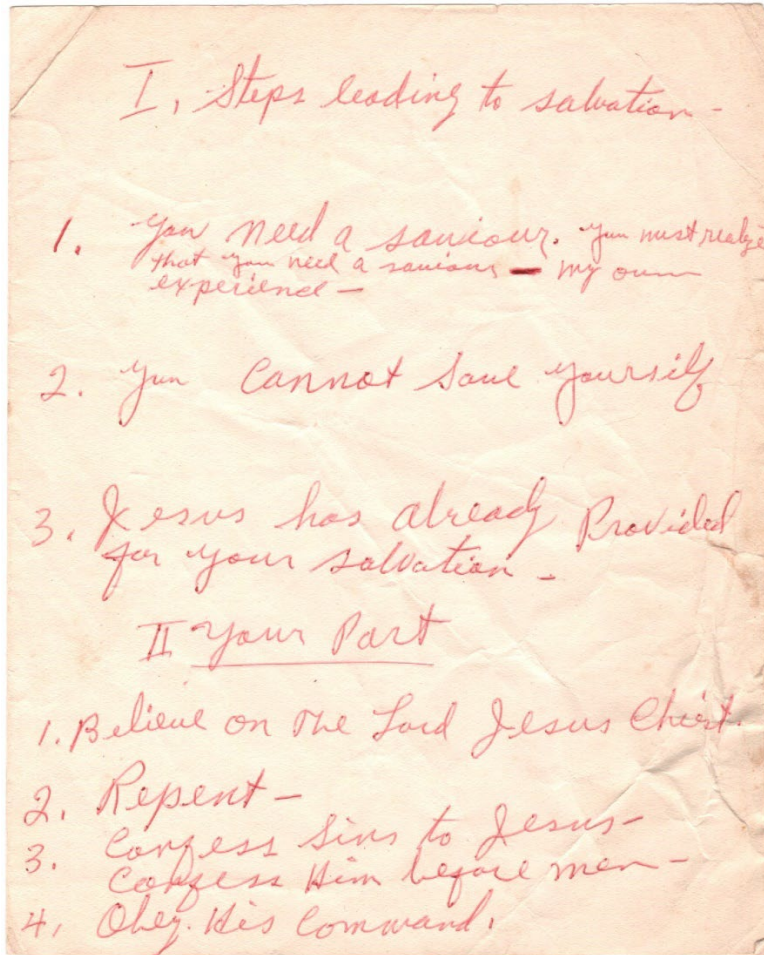 I, Steps leading to salvation -
1. You need a saviour. You must realize
that you need a saviour - my own
experience -
2. You cannot save yourself
3. Jesus has already Provided
for your salvation -
II Your Part
1. Believe on the Lord Jesus Christ.
2. Repent -
3. Confess Sins to Jesus -
Confess Him before men -
4, Obey. His Command.